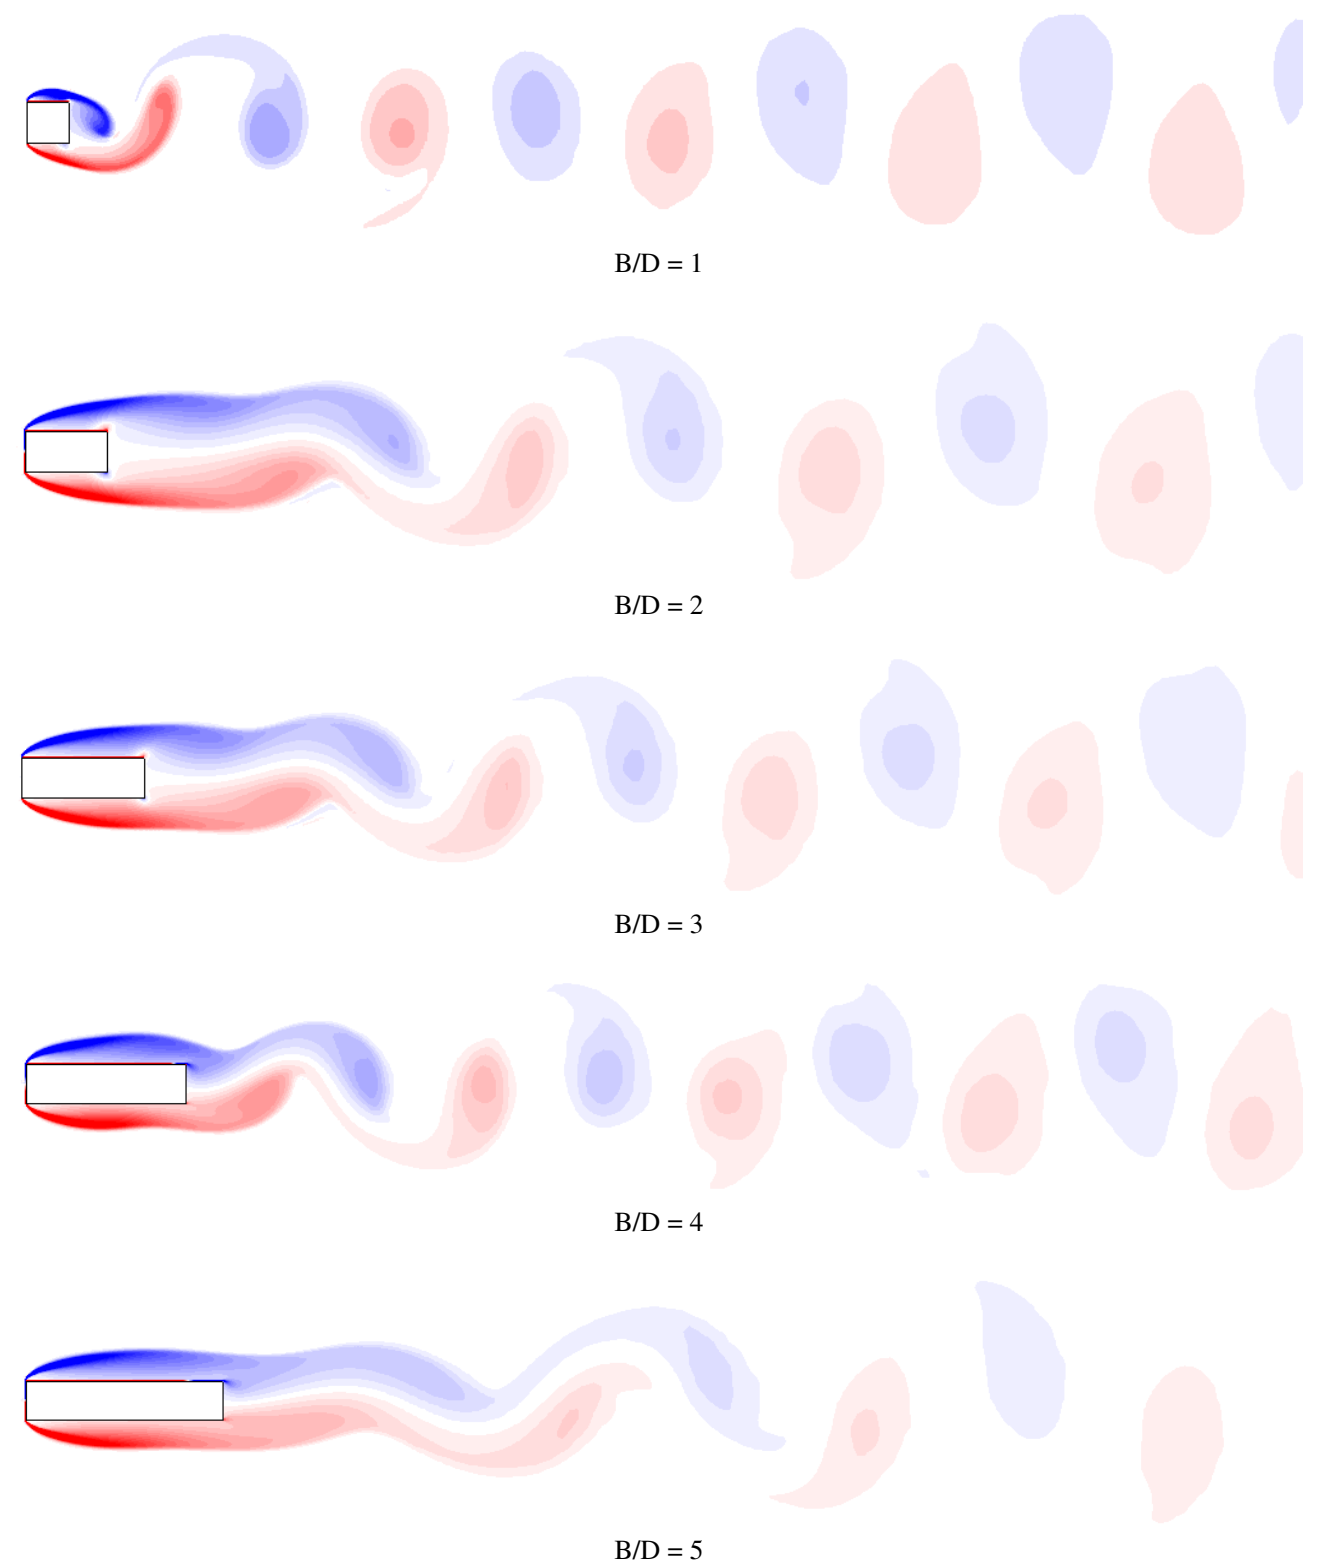 B/D = 1
B/D = 2
B/D = 3
B/D = 4
B/D = 5